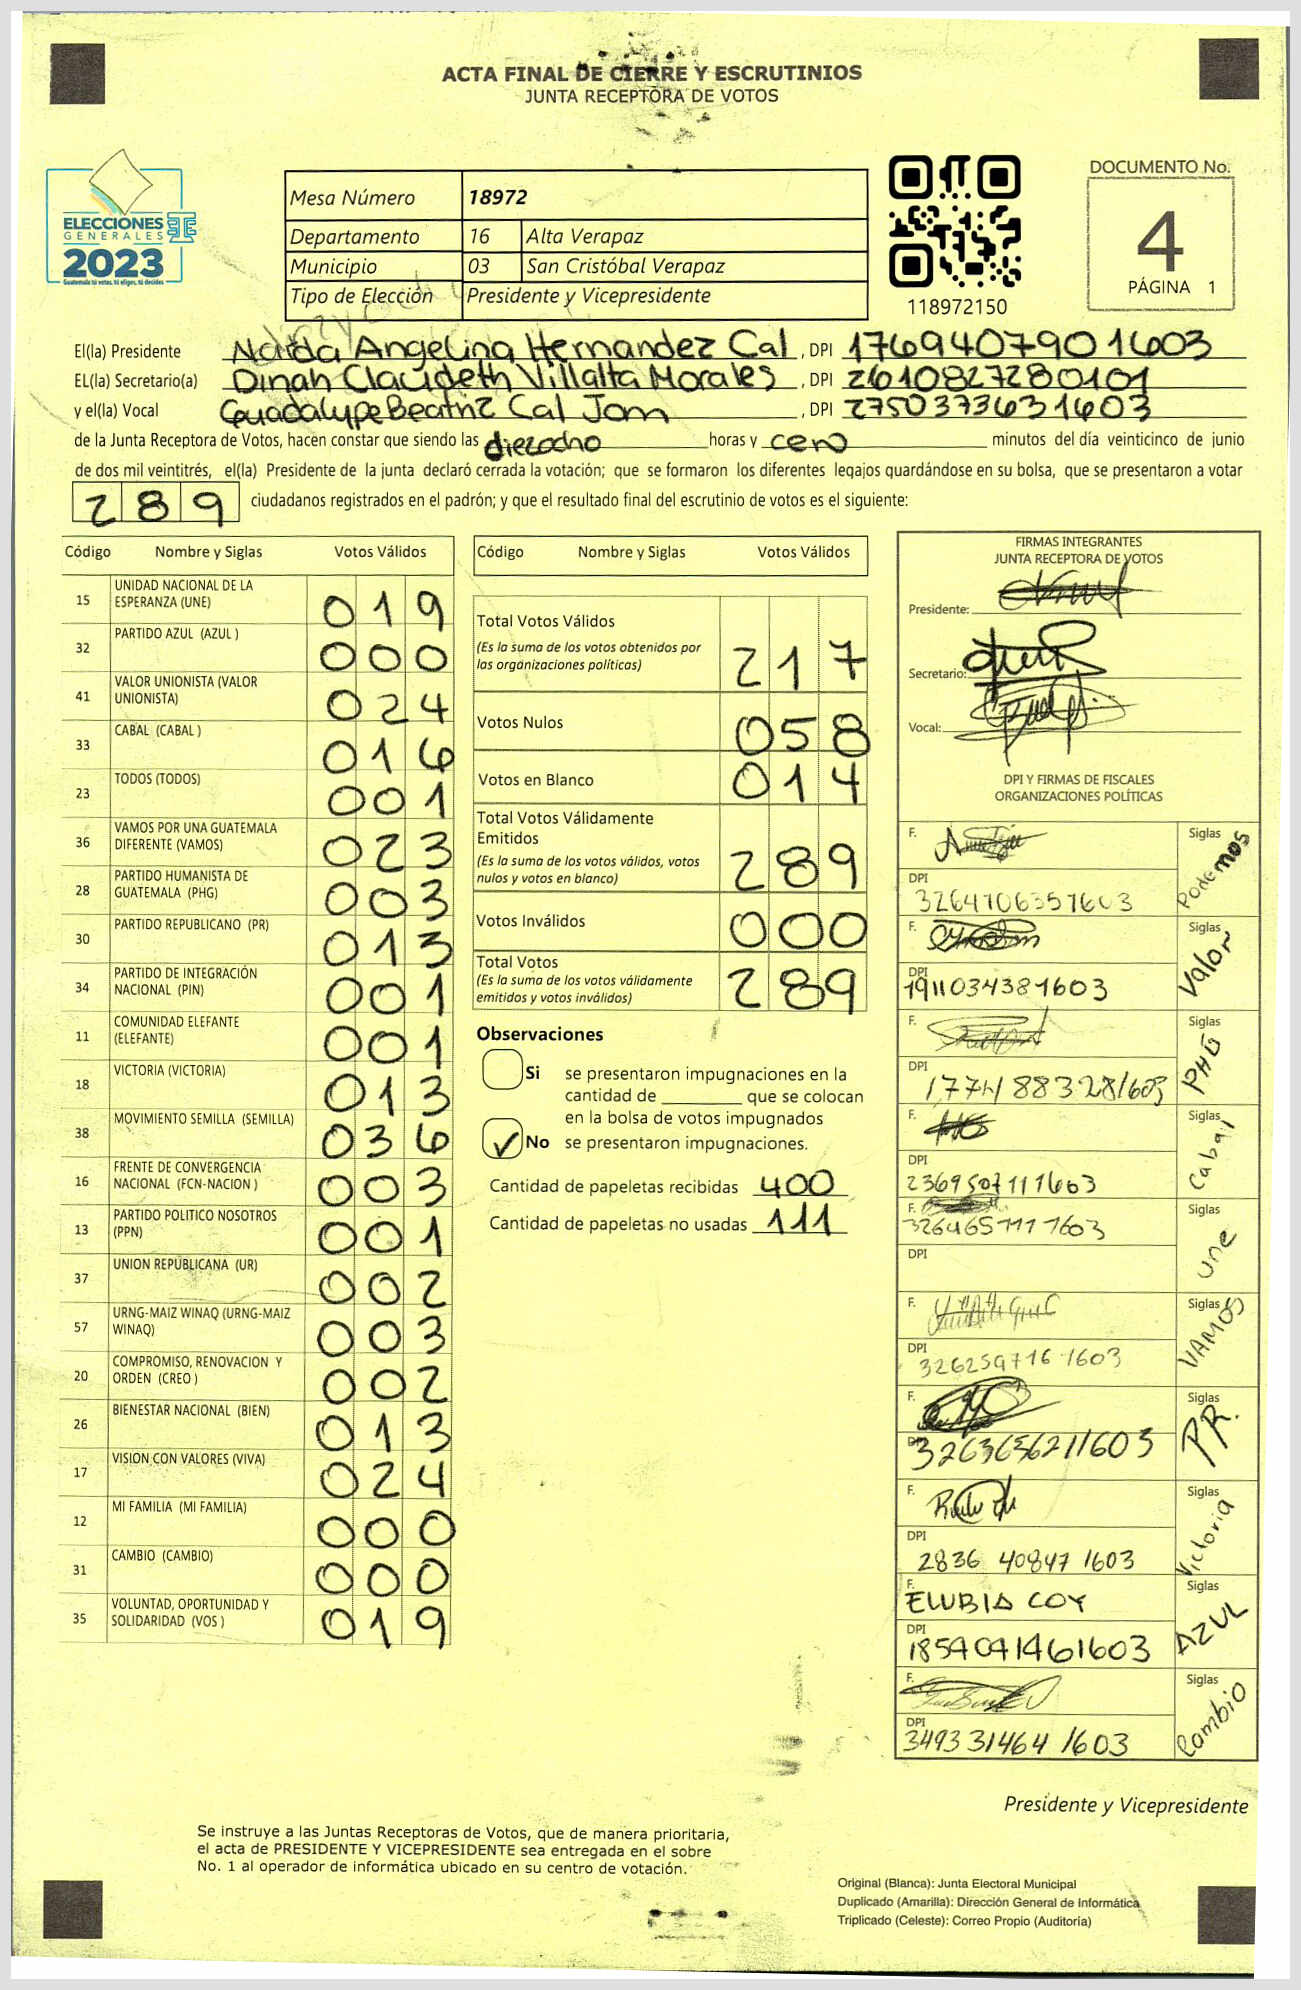 ACTA FINAL DE CIERRE Y ESCRUTINIOS
JUNTA RECEPTORA DE VOTOS
ELECCIONES
GENERALES
2023
Guatemala tú votas, tú eliges, tú decides
Mesa Número 18972
Departamento 16 Alta Verapaz
Municipio 03 San Cristóbal Verapaz
Tipo de Elección Presidente y Vicepresidente
118972150
DOCUMENTO No.
4
PÁGINA 1
El(la) Presidente Angelina Hernandez Cal , DPI 1769407901603
EL(la) Secretario(a) Dinah Claudeth Villalta Morales , DPI 2610827280101
y el(la) Vocal Guadalype Beatriz Cal Jom , DPI 2750373631603
de la Junta Receptora de Votos, hacen constar que siendo las dieciocho horas y cero minutos del día veinticinco de junio
de dos mil veintitrés, el(la) Presidente de la junta declaró cerrada la votación; que se formaron los diferentes legajos guardándose en su bolsa, que se presentaron a votar
289 ciudadanos registrados en el padrón; y que el resultado final del escrutinio de votos es el siguiente:
Código Nombre y Siglas Votos Válidos
15 UNIDAD NACIONAL DE LA ESPERANZA (UNE) 019
32 PARTIDO AZUL (AZUL ) 000
41 VALOR UNIONISTA (VALOR UNIONISTA) 024
33 CABAL (CABAL ) 016
23 TODOS (TODOS) 001
36 VAMOS POR UNA GUATEMALA DIFERENTE (VAMOS) 023
28 PARTIDO HUMANISTA DE GUATEMALA (PHG) 003
30 PARTIDO REPUBLICANO (PR) 013
34 PARTIDO DE INTEGRACIÓN NACIONAL (PIN) 001
11 COMUNIDAD ELEFANTE (ELEFANTE) 001
18 VICTORIA (VICTORIA) 013
38 MOVIMIENTO SEMILLA (SEMILLA) 036
16 FRENTE DE CONVERGENCIA NACIONAL (FCN-NACION ) 003
13 PARTIDO POLITICO NOSOTROS (PPN) 001
37 UNION REPUBLICANA (UR) 002
57 URNG-MAIZ WINAQ (URNG-MAIZ WINAQ) 003
20 COMPROMISO, RENOVACION Y ORDEN (CREO ) 002
26 BIENESTAR NACIONAL (BIEN) 013
17 VISION CON VALORES (VIVA) 024
12 MI FAMILIA (MI FAMILIA) 000
31 CAMBIO (CAMBIO) 000
35 VOLUNTAD, OPORTUNIDAD Y SOLIDARIDAD (VOS ) 019
Código Nombre y Siglas Votos Válidos
Total Votos Válidos
(Es la suma de los votos obtenidos por las organizaciones políticas) 217
Votos Nulos 058
Votos en Blanco 014
Total Votos Válidamente Emitidos
(Es la suma de los votos válidos, votos nulos y votos en blanco) 289
Votos Inválidos 000
Total Votos
(Es la suma de los votos válidamente emitidos y votos inválidos) 289
Observaciones
Si se presentaron impugnaciones en la
cantidad de ________ que se colocan
en la bolsa de votos impugnados
No se presentaron impugnaciones.
Cantidad de papeletas recibidas 400
Cantidad de papeletas no usadas 111
FIRMAS INTEGRANTES
JUNTA RECEPTORA DE VOTOS
Presidente:
Secretario:
Vocal:
DPI Y FIRMAS DE FISCALES
ORGANIZACIONES POLÍTICAS
F. Siglas Podemos
DPI 3264706357603
F. Siglas Valor
DPI 1911034381603
F. Siglas PHG
DPI
F. Siglas Cabal
DPI 2369507111603
F. Siglas une
3264657111603
DPI
F. Siglas VAMOS
DPI 3262597161603
F. Siglas PR.
DPI 3263656211603
F. Siglas Victoria
DPI 2836 40847 1603
F. ELUBIA COY Siglas AZUL
DPI 1859091461603
F. Siglas Cambio
DPI 349331464 1603
Presidente y Vicepresidente
Se instruye a las Juntas Receptoras de Votos, que de manera prioritaria,
el acta de PRESIDENTE Y VICEPRESIDENTE sea entregada en el sobre
No. 1 al operador de informática ubicado en su centro de votación.
Original (Blanca): Junta Electoral Municipal
Duplicado (Amarilla): Dirección General de Informática
Triplicado (Celeste): Correo Propio (Auditoría)